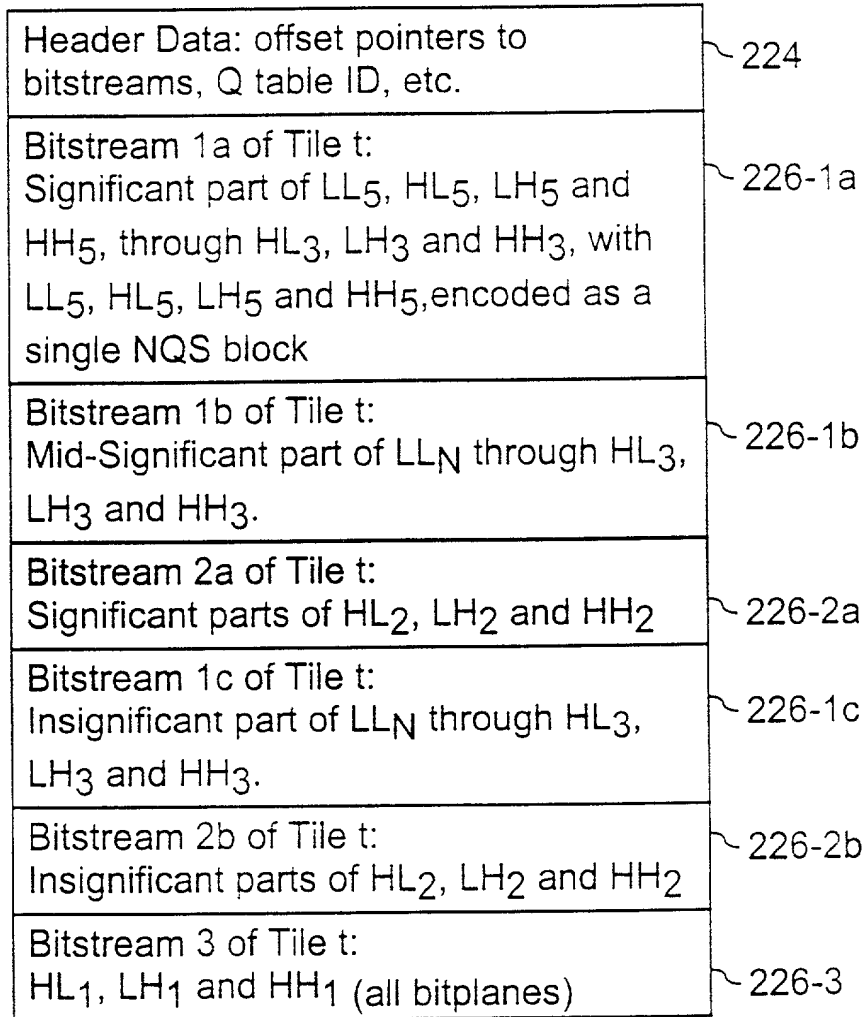 Header Data: offset pointers to
bitstreams, Q table ID, etc.
224
Bitstream 1a of Tile t:
Significant part of LL5, HL5, LH5 and
HH5, through HL3, LH3 and HH3, with
LL5, HL5, LH5 and HH5,encoded as a
single NQS block
226-1a
Bitstream 1b of Tile t:
Mid-Significant part of LLN through HL3,
LH3 and HH3.
226-1b
Bitstream 2a of Tile t:
Significant parts of HL2, LH2 and HH2
226-2a
Bitstream 1c of Tile t:
Insignificant part of LLN through HL3,
LH3 and HH3.
226-1c
Bitstream 2b of Tile t:
Insignificant parts of HL2, LH2 and HH2
226-2b
Bitstream 3 of Tile t:
HL1, LH1 and HH1 (all bitplanes)
226-3